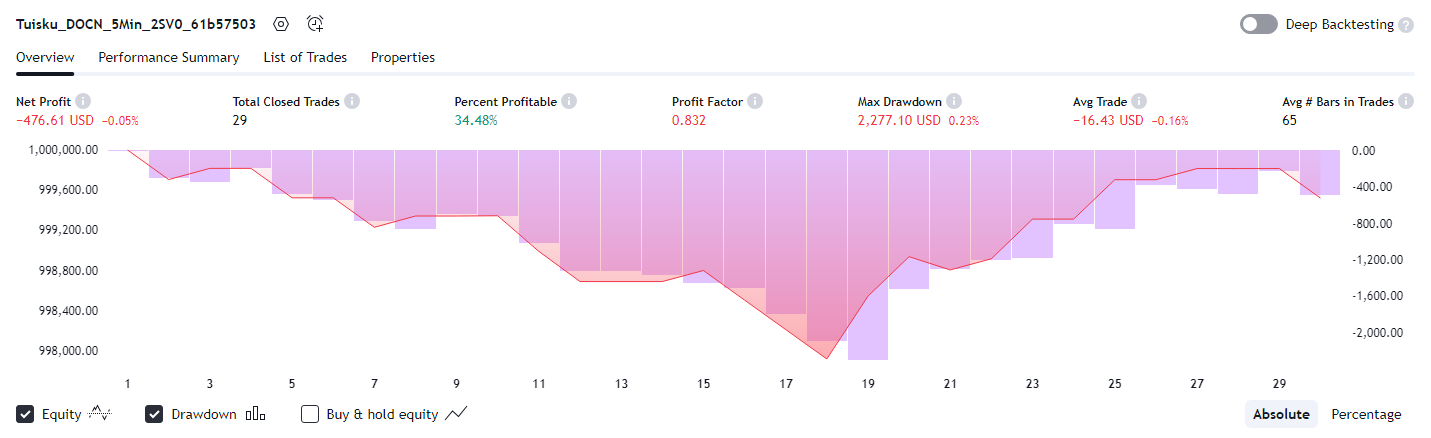 Tuisku_DOCN_5Min_2SV0_61b57503
Deep Backtesting ?
Overview Performance Summary List of Trades Properties
Net Profit Total Closed Trades Percent Profitable Profit Factor Max Drawdown Avg Trade Avg # Bars in Trades
−476.61 USD −0.05% 29 34.48% 0.832 2,277.10 USD 0.23% −16.43 USD −0.16% 65
1,000,000.00 0.00
999,600.00 -400.00
999,200.00 -800.00
998,800.00 -1,200.00
998,400.00 -1,600.00
998,000.00 -2,000.00
1 3 5 7 9 11 13 15 17 19 21 23 25 27 29
Equity Drawdown Buy & hold equity Absolute Percentage